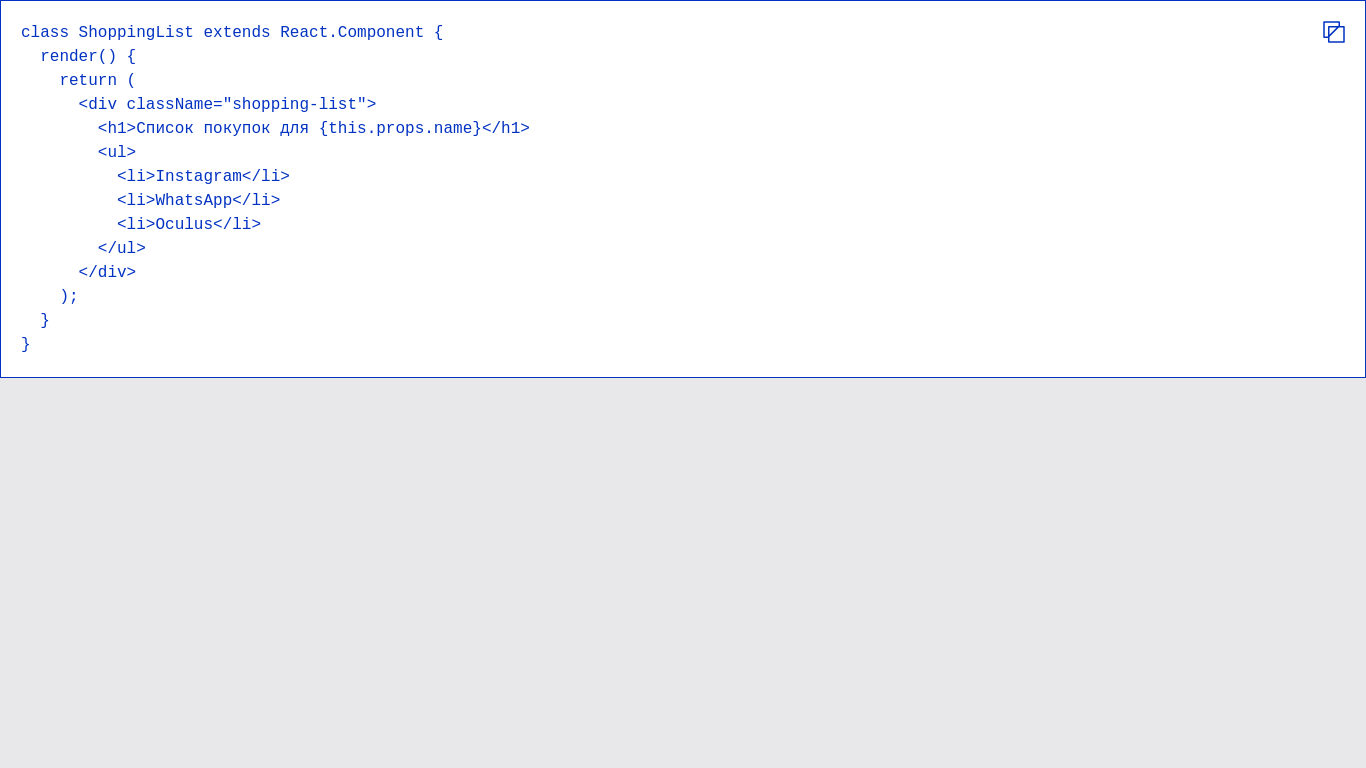 class ShoppingList extends React.Component {
  render() {
    return (
      <div className="shopping-list">
        <h1>Список покупок для {this.props.name}</h1>
        <ul>
          <li>Instagram</li>
          <li>WhatsApp</li>
          <li>Oculus</li>
        </ul>
      </div>
    );
  }
}